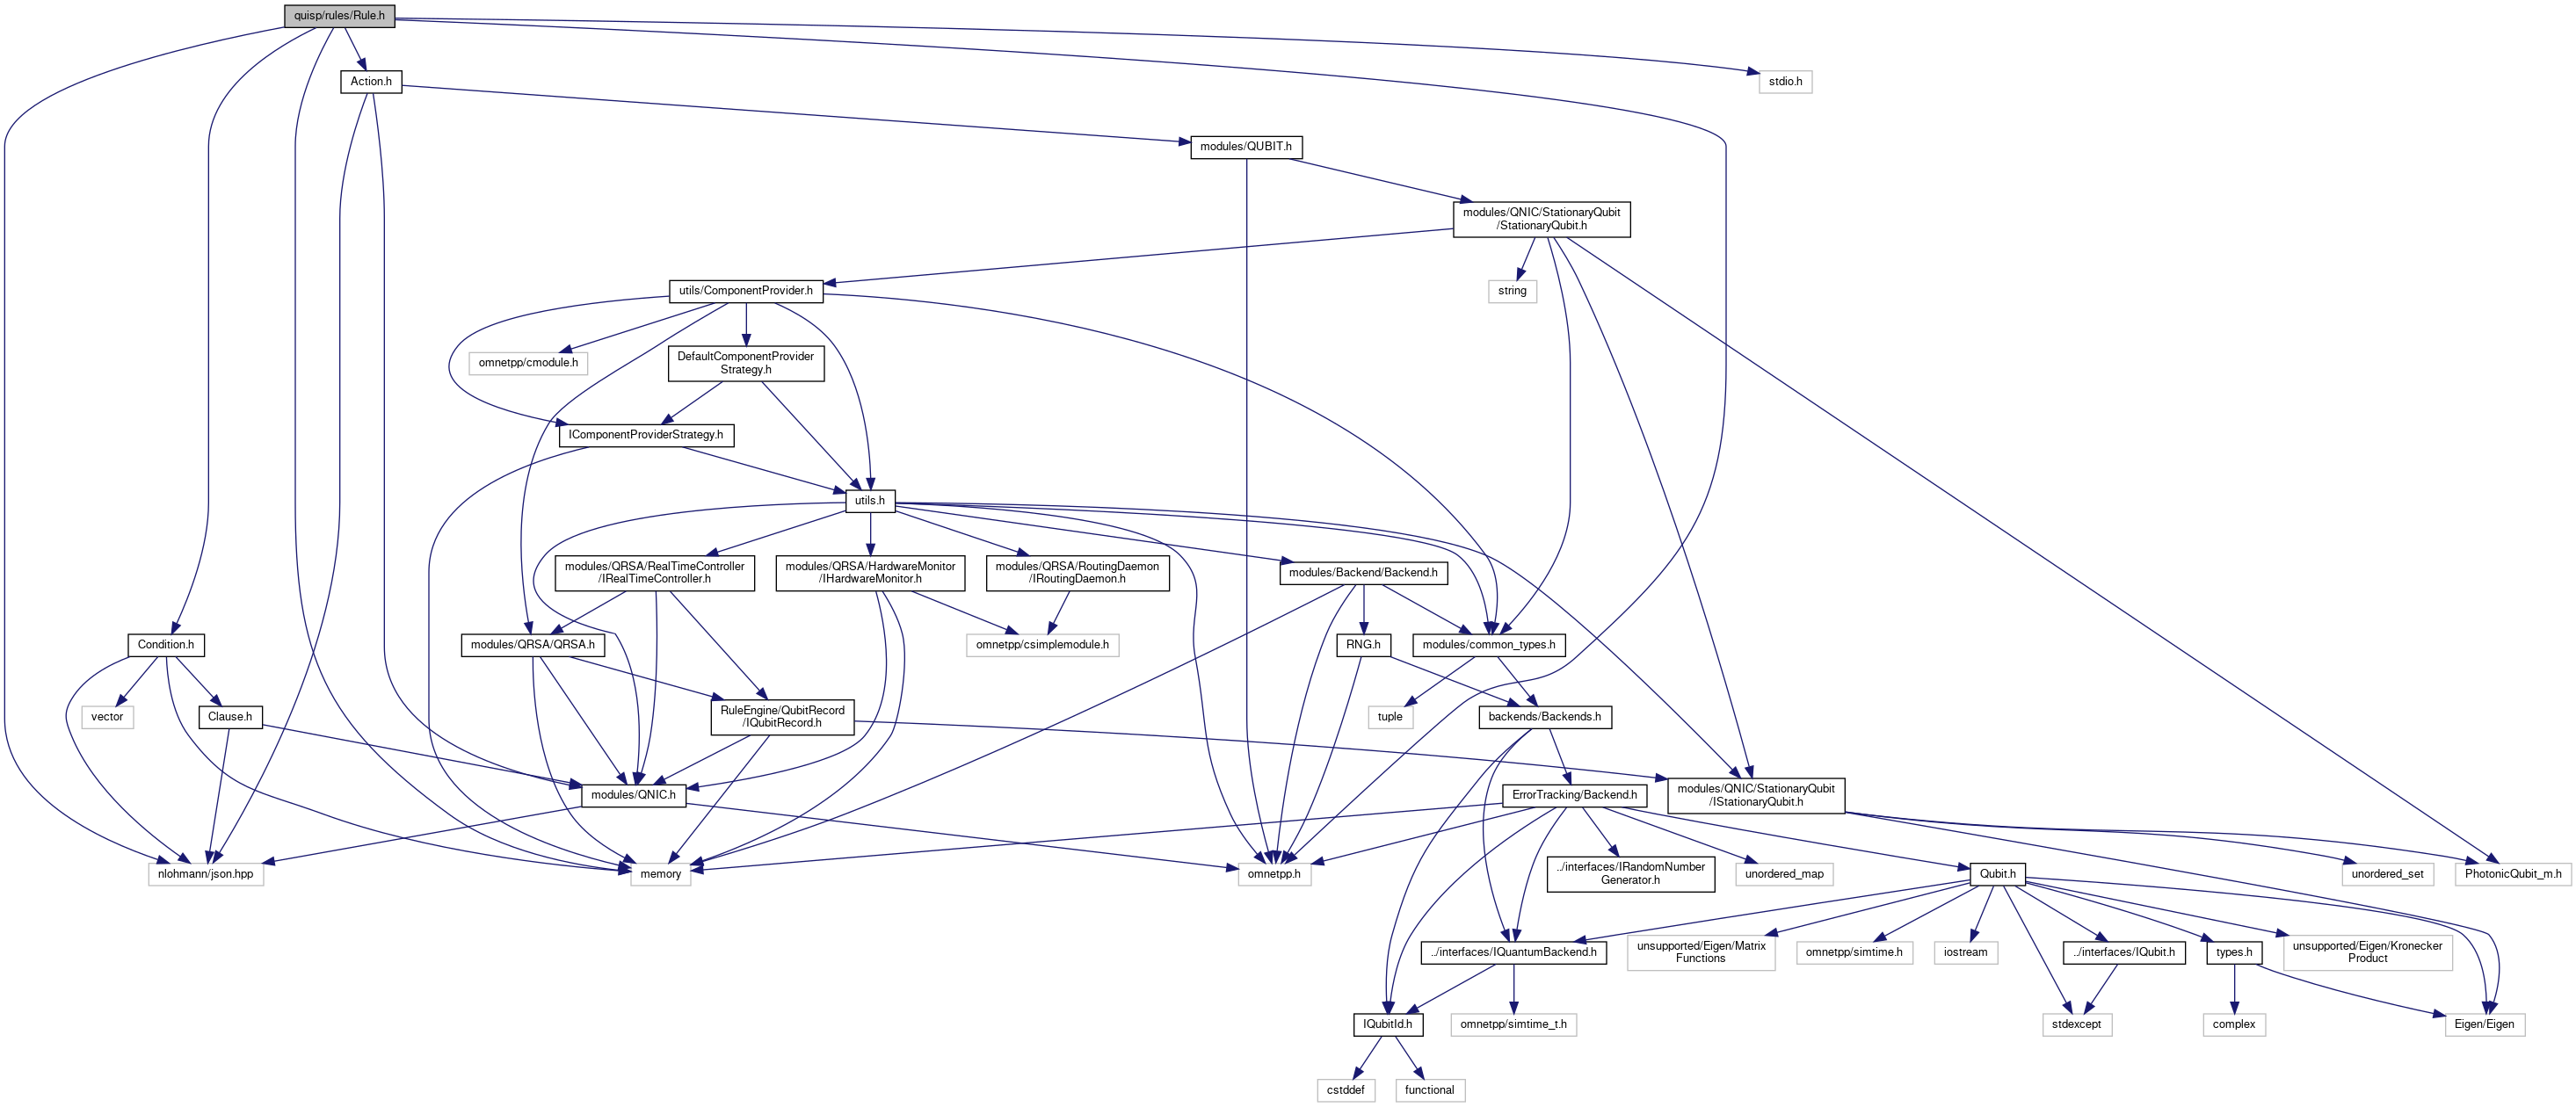 quisp/rules/Rule.h
Action.h
stdio.h
modules/QUBIT.h
modules/QNIC/StationaryQubit
/StationaryQubit.h
utils/ComponentProvider.h
string
omnetpp/cmodule.h
DefaultComponentProvider
Strategy.h
IComponentProviderStrategy.h
utils.h
modules/QRSA/RealTimeController
/IRealTimeController.h
modules/QRSA/HardwareMonitor
/IHardwareMonitor.h
modules/QRSA/RoutingDaemon
/IRoutingDaemon.h
modules/Backend/Backend.h
Condition.h
modules/QRSA/QRSA.h
omnetpp/csimplemodule.h
RNG.h
modules/common_types.h
vector
Clause.h
RuleEngine/QubitRecord
/IQubitRecord.h
tuple
backends/Backends.h
modules/QNIC.h
ErrorTracking/Backend.h
modules/QNIC/StationaryQubit
/IStationaryQubit.h
nlohmann/json.hpp
memory
omnetpp.h
../interfaces/IRandomNumber
Generator.h
unordered_map
Qubit.h
unordered_set
PhotonicQubit_m.h
../interfaces/IQuantumBackend.h
unsupported/Eigen/Matrix
Functions
omnetpp/simtime.h
iostream
../interfaces/IQubit.h
types.h
unsupported/Eigen/Kronecker
Product
IQubitId.h
omnetpp/simtime_t.h
stdexcept
complex
Eigen/Eigen
cstddef
functional